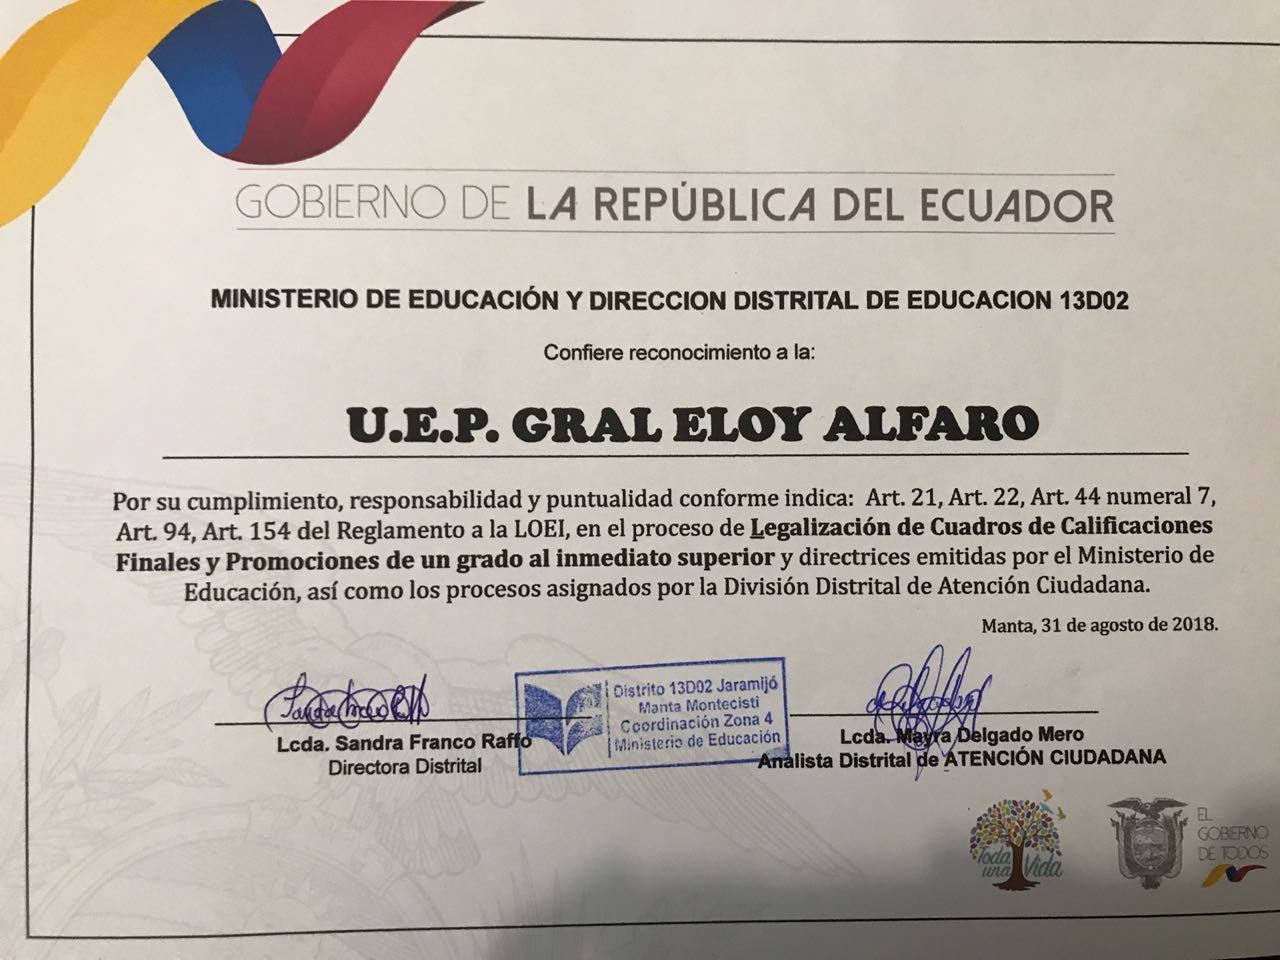 GOBIERNO DE LA REPÚBLICA DEL ECUADOR
MINISTERIO DE EDUCACIÓN Y DIRECCION DISTRITAL DE EDUCACION 13D02
Confiere reconocimiento a la:
U.E.P. GRAL ELOY ALFARO
Por su cumplimiento, responsabilidad y puntualidad conforme indica: Art. 21, Art. 22, Art. 44 numeral 7,
Art. 94, Art. 154 del Reglamento a la LOEI, en el proceso de Legalización de Cuadros de Calificaciones
Finales y Promociones de un grado al inmediato superior y directrices emitidas por el Ministerio de
Educación, así como los procesos asignados por la División Distrital de Atención Ciudadana.
Manta, 31 de agosto de 2018.
Distrito 13D02 Jaramijó
Manta Montecisti
Coordinación Zona 4
Ministerio de Educación
Lcda. Sandra Franco Raffo
Directora Distrital
Lcda. Mayra Delgado Mero
Analista Distrital de ATENCIÓN CIUDADANA
Toda
una Vida
EL
GOBIERNO
DE TODOS